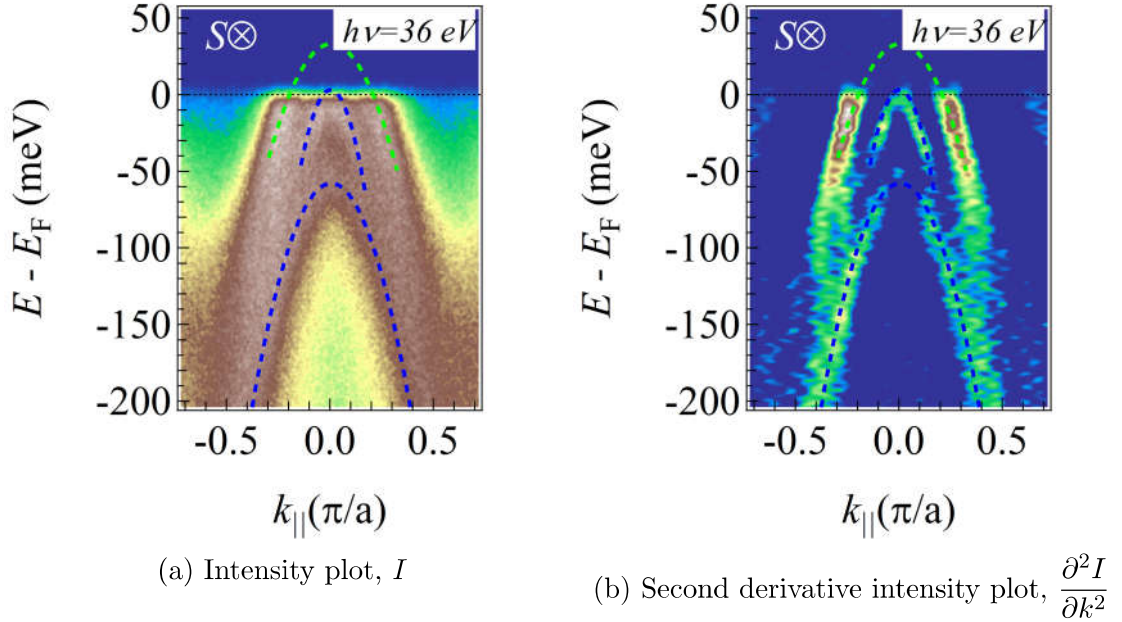 S⊗
hν=36 eV
50
0
-50
-100
-150
-200
E - E_F (meV)
-0.5 0.0 0.5
k_||(π/a)
(a) Intensity plot, I
S⊗
hν=36 eV
50
0
-50
-100
-150
-200
E - E_F (meV)
-0.5 0.0 0.5
k_||(π/a)
(b) Second derivative intensity plot, ∂²I/∂k²